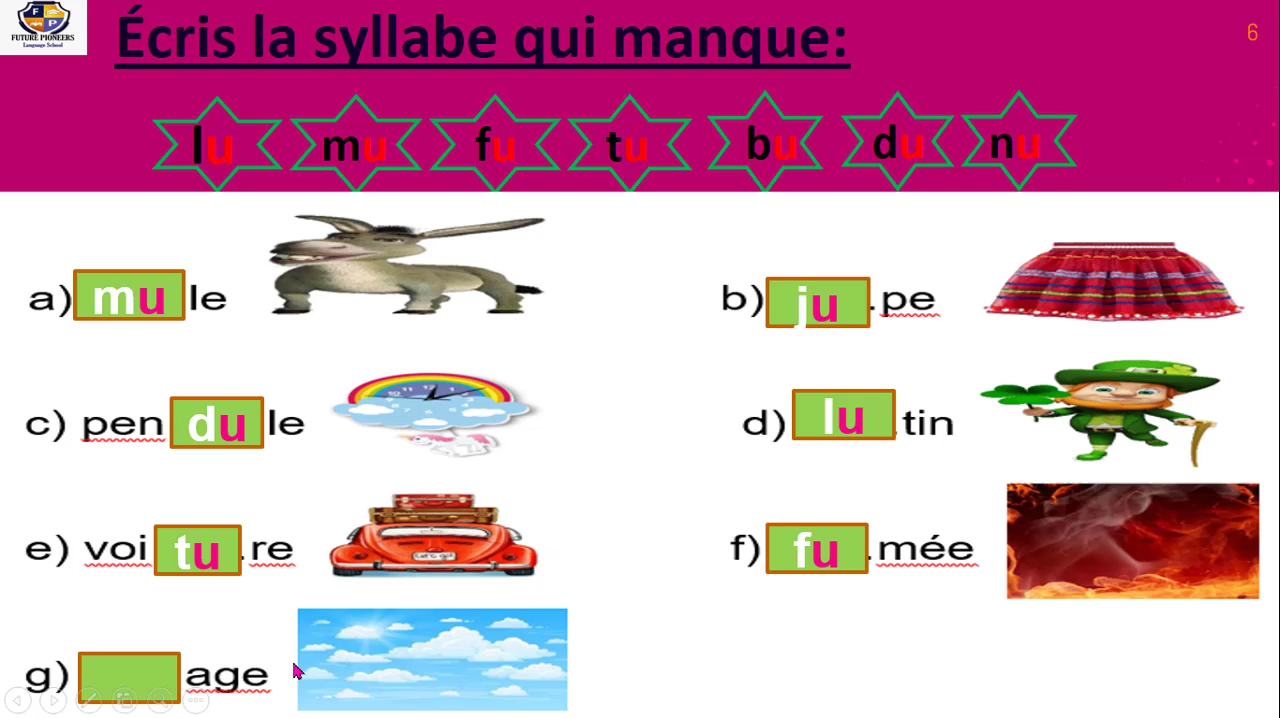 FUTURE PIONEERS
Language School
Écris la syllabe qui manque:
6
lu mu fu tu bu du nu
a) mu le
b) ju .pe
c) pen du le
d) lu .tin
e) voi tu .re
f) fu .mée
g) age